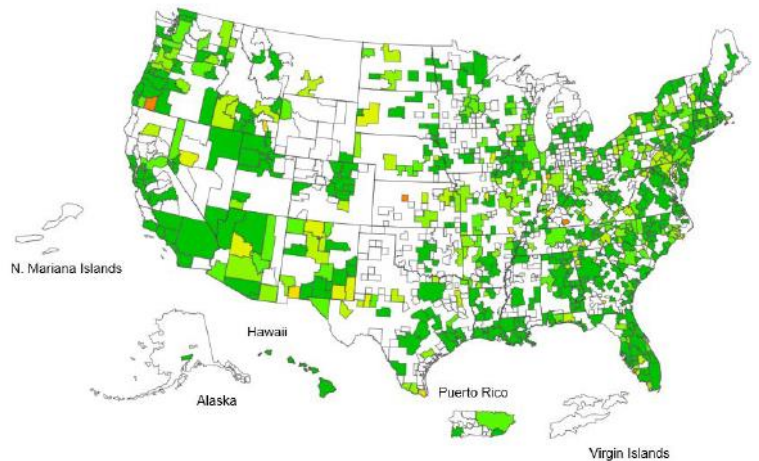 N. Mariana Islands
Hawaii
Alaska
Puerto Rico
Virgin Islands